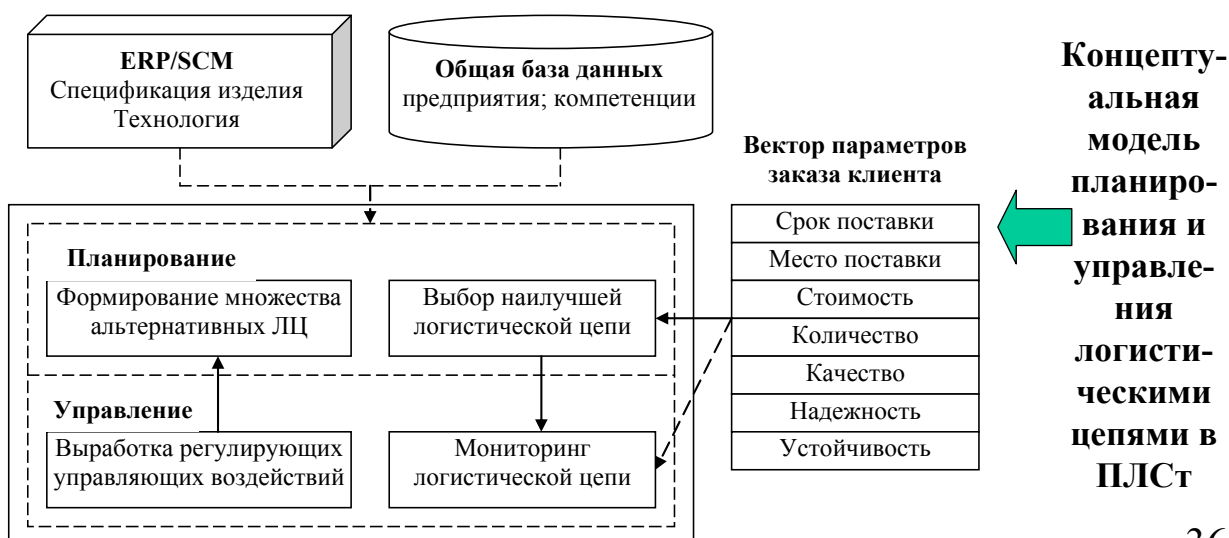 ERP/SCM
Спецификация изделия
Технология
Общая база данных
предприятия; компетенции
Вектор параметров
заказа клиента
Срок поставки
Место поставки
Стоимость
Количество
Качество
Надежность
Устойчивость
Планирование
Формирование множества
альтернативных ЛЦ
Выбор наилучшей
логистической цепи
Управление
Выработка регулирующих
управляющих воздействий
Мониторинг
логистической цепи
Концепту-
альная
модель
планиро-
вания и
управле-
ния
логисти-
ческими
цепями в
ПЛСт